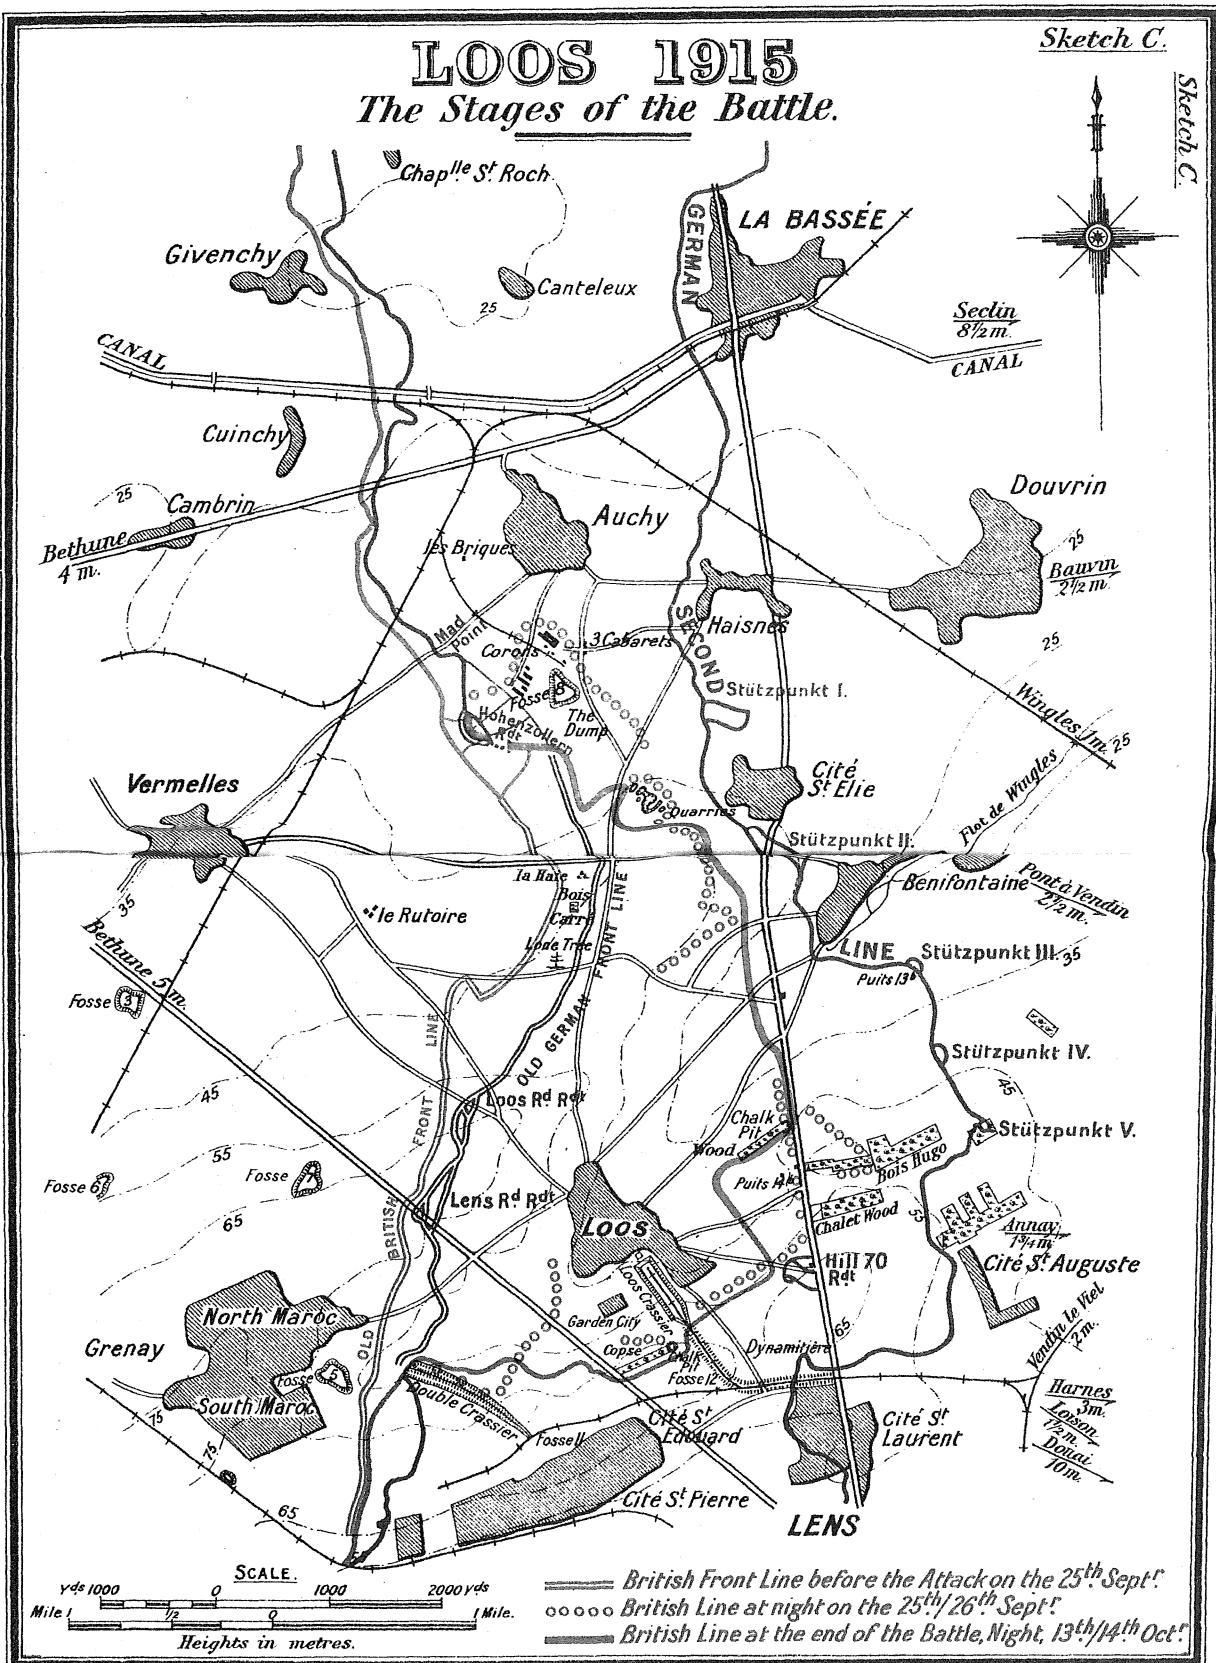 Sketch C.
Sketch C.
LOOS 1915
The Stages of the Battle.
Chaplle St Roch
GERMAN
LA BASSÉE
Givenchy
Canteleux
25
Seclin
8½ m.
CANAL
CANAL
Cuinchy
25
Cambrin
Douvrin
Auchy
Bethune
4 m.
les Briques
25
Bauvin
2½ m.
SECOND
Haisnes
Mad
Point
3 Cabarets
Corons
25
Stützpunkt I.
Fosse 8
The
Dump
Hohenzollern
Rdt
Wingles 1m.
25
Vermelles
Cité
St Elie
Flot de Wingles
Quarries
Stützpunkt II.
la Haie
Bois
Carré
Benifontaine
Pont à Vendin
2½ m.
35
le Rutoire
Lone Tree
FRONT LINE
LINE
Stützpunkt III.
35
Puits 13b
Bethune 5 m.
Fosse 3
Stützpunkt IV.
OLD GERMAN
LINE
45
45
Loos Rd Rdt
FRONT
Chalk
Pit
Wood
Stützpunkt V.
55
Bois Hugo
Fosse 6
Fosse 7
Puits 14b
Lens Rd Rdt
65
BRITISH
Loos
Chalet Wood
55
Annay
1¾ m.
Cité St Auguste
Hill 70
Rdt
Loos Crassier
North Maroc
Garden City
Grenay
OLD
Copse
Chalk
Pit
Dynamitière
65
Vendin le Viel
2 m.
Fosse 5
Fosse 12
South Maroc
Double Crassier
Harnes
3m.
Loison
½ m.
Douai
10 m.
75
75
Cité St
Edouard
Cité St
Laurent
Fosse 11
65
Cité St Pierre
LENS
SCALE.
Yds 1000 0 1000 2000 Yds
Mile 1 ½ 0 1 Mile.
Heights in metres.
British Front Line before the Attack on the 25th Septr.
British Line at night on the 25th/26th Septr.
British Line at the end of the Battle, Night, 13th/14th Octr.